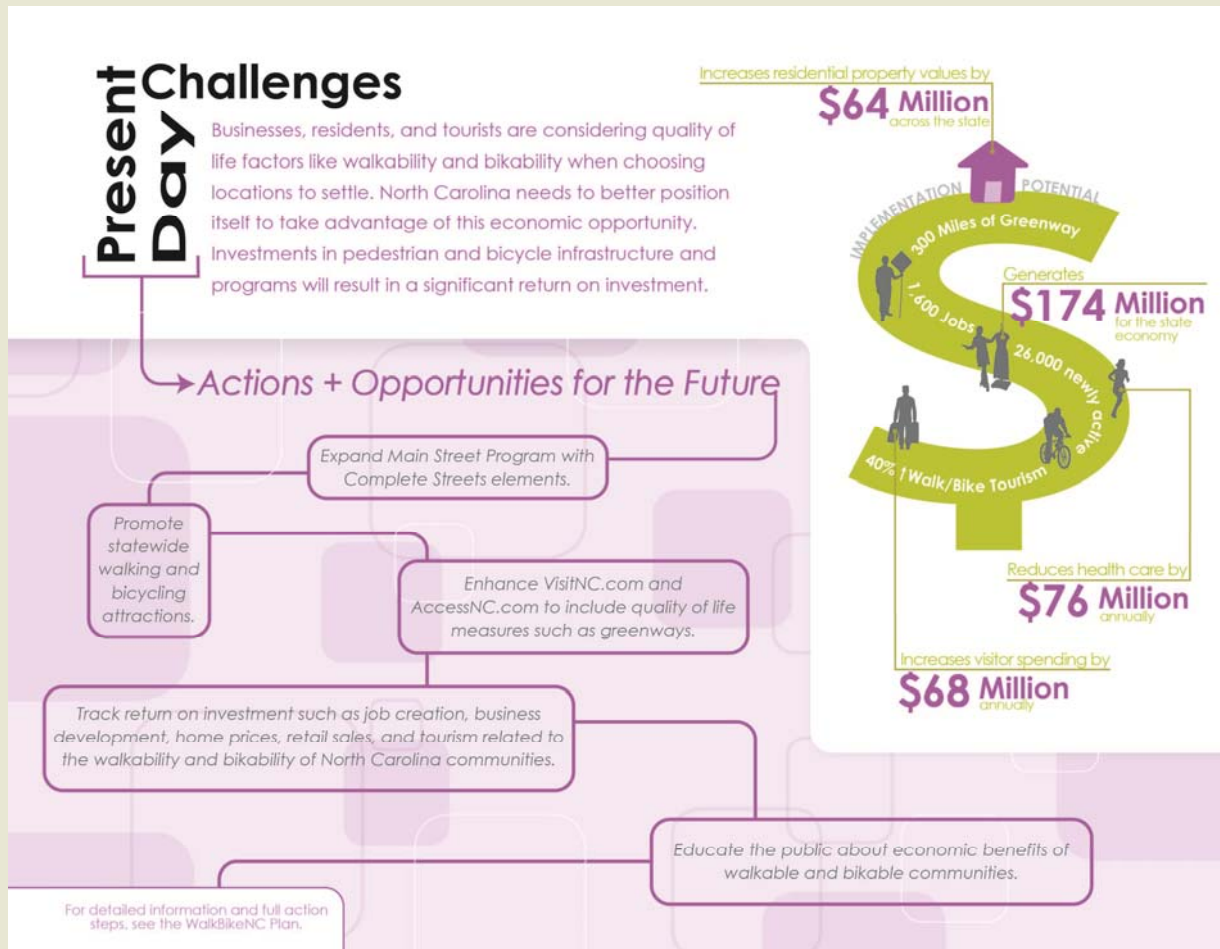 Present
Day
Challenges
Businesses, residents, and tourists are considering quality of
life factors like walkability and bikability when choosing
locations to settle. North Carolina needs to better position
itself to take advantage of this economic opportunity.
Investments in pedestrian and bicycle infrastructure and
programs will result in a significant return on investment.
Increases residential property values by
$64 Million
across the state
IMPLEMENTATION POTENTIAL
300 Miles of Greenway
1,600 Jobs
Generates
$174 Million
for the state
economy
26,000 newly active
40% ↑ Walk/Bike Tourism
Reduces health care by
$76 Million
annually
Increases visitor spending by
$68 Million
annually
Actions + Opportunities for the Future
Expand Main Street Program with
Complete Streets elements.
Promote
statewide
walking and
bicycling
attractions.
Enhance VisitNC.com and
AccessNC.com to include quality of life
measures such as greenways.
Track return on investment such as job creation, business
development, home prices, retail sales, and tourism related to
the walkability and bikability of North Carolina communities.
Educate the public about economic benefits of
walkable and bikable communities.
For detailed information and full action
steps, see the WalkBikeNC Plan.